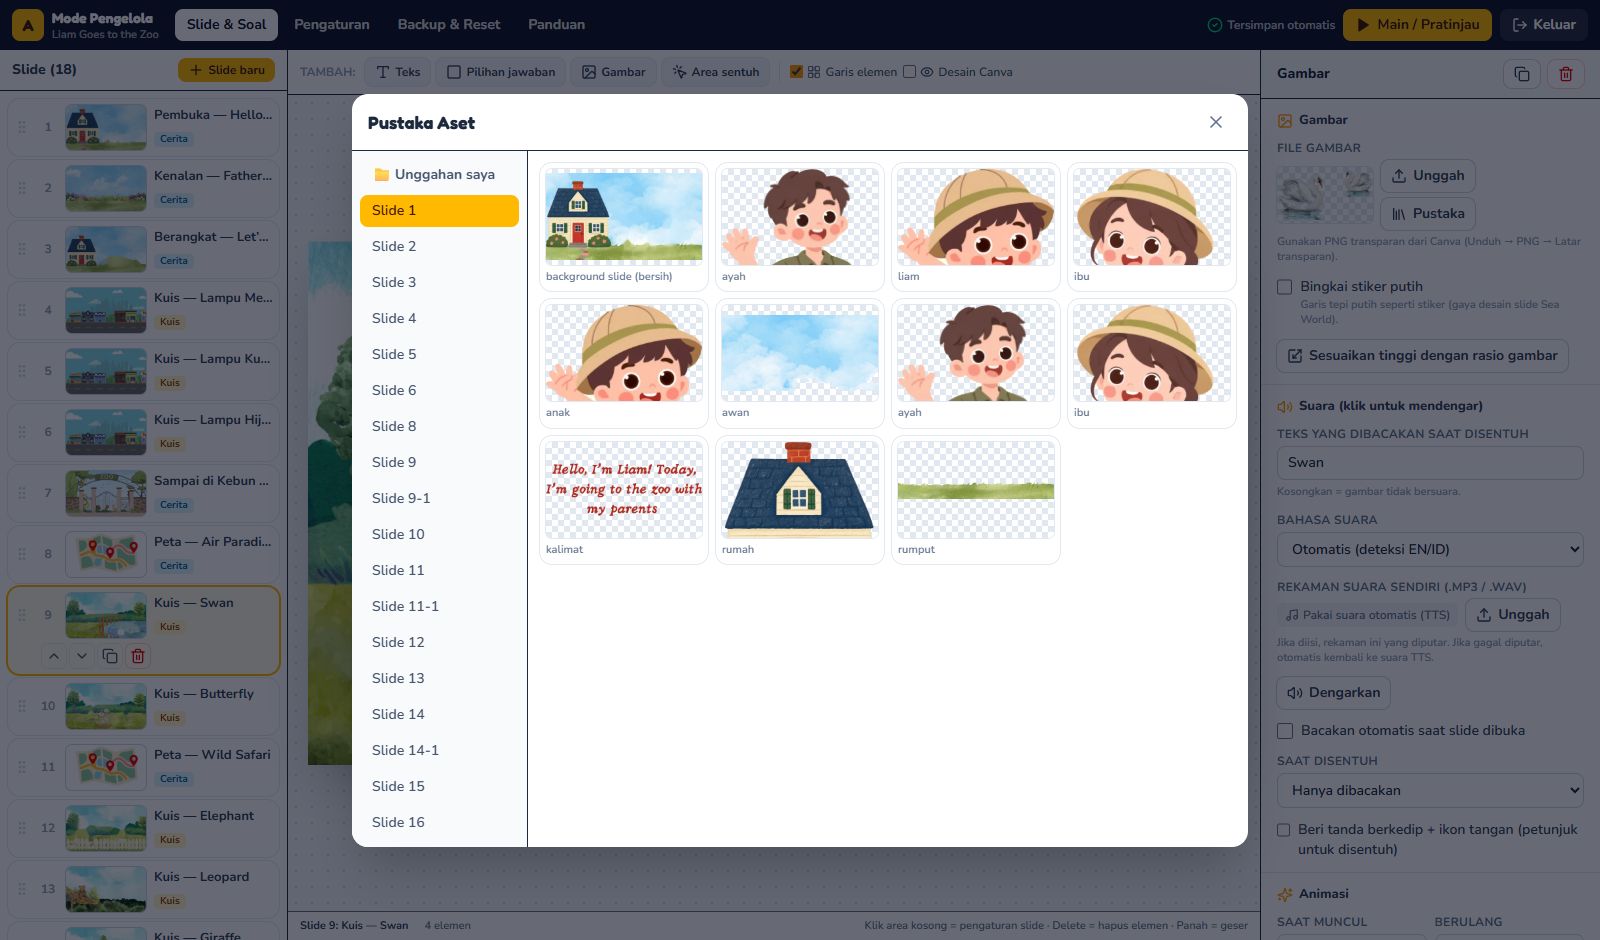 A
Mode Pengelola
Liam Goes to the Zoo
Slide & Soal
Pengaturan
Backup & Reset
Panduan
Tersimpan otomatis
Main / Pratinjau
Keluar
Slide (18)
Slide baru
1
Pembuka — Hello...
Cerita
2
Kenalan — Father...
Cerita
3
Berangkat — Let'...
Cerita
4
Kuis — Lampu Me...
Kuis
5
Kuis — Lampu Ku...
Kuis
6
Kuis — Lampu Hij...
Kuis
7
Sampai di Kebun ...
Cerita
8
Peta — Air Paradi...
Cerita
9
Kuis — Swan
Kuis
10
Kuis — Butterfly
Kuis
11
Peta — Wild Safari
Cerita
12
Kuis — Elephant
Kuis
13
Kuis — Leopard
Kuis
Kuis — Giraffe
TAMBAH:
Teks
Pilihan jawaban
Gambar
Area sentuh
Garis elemen
Desain Canva
Pustaka Aset
Unggahan saya
Slide 1
Slide 2
Slide 3
Slide 4
Slide 5
Slide 6
Slide 8
Slide 9
Slide 9-1
Slide 10
Slide 11
Slide 11-1
Slide 12
Slide 13
Slide 14
Slide 14-1
Slide 15
Slide 16
background slide (bersih)
ayah
liam
ibu
anak
awan
ayah
ibu
Hello, I'm Liam! Today,
I'm going to the zoo with
my parents
kalimat
rumah
rumput
Slide 9: Kuis — Swan
4 elemen
Klik area kosong = pengaturan slide · Delete = hapus elemen · Panah = geser
Gambar
Gambar
FILE GAMBAR
Unggah
Pustaka
Gunakan PNG transparan dari Canva (Unduh → PNG → Latar
transparan).
Bingkai stiker putih
Garis tepi putih seperti stiker (gaya desain slide Sea
World).
Sesuaikan tinggi dengan rasio gambar
Suara (klik untuk mendengar)
TEKS YANG DIBACAKAN SAAT DISENTUH
Swan
Kosongkan = gambar tidak bersuara.
BAHASA SUARA
Otomatis (deteksi EN/ID)
REKAMAN SUARA SENDIRI (.MP3 / .WAV)
Pakai suara otomatis (TTS)
Unggah
Jika diisi, rekaman ini yang diputar. Jika gagal diputar,
otomatis kembali ke suara TTS.
Dengarkan
Bacakan otomatis saat slide dibuka
SAAT DISENTUH
Hanya dibacakan
Beri tanda berkedip + ikon tangan (petunjuk
untuk disentuh)
Animasi
SAAT MUNCUL
BERULANG